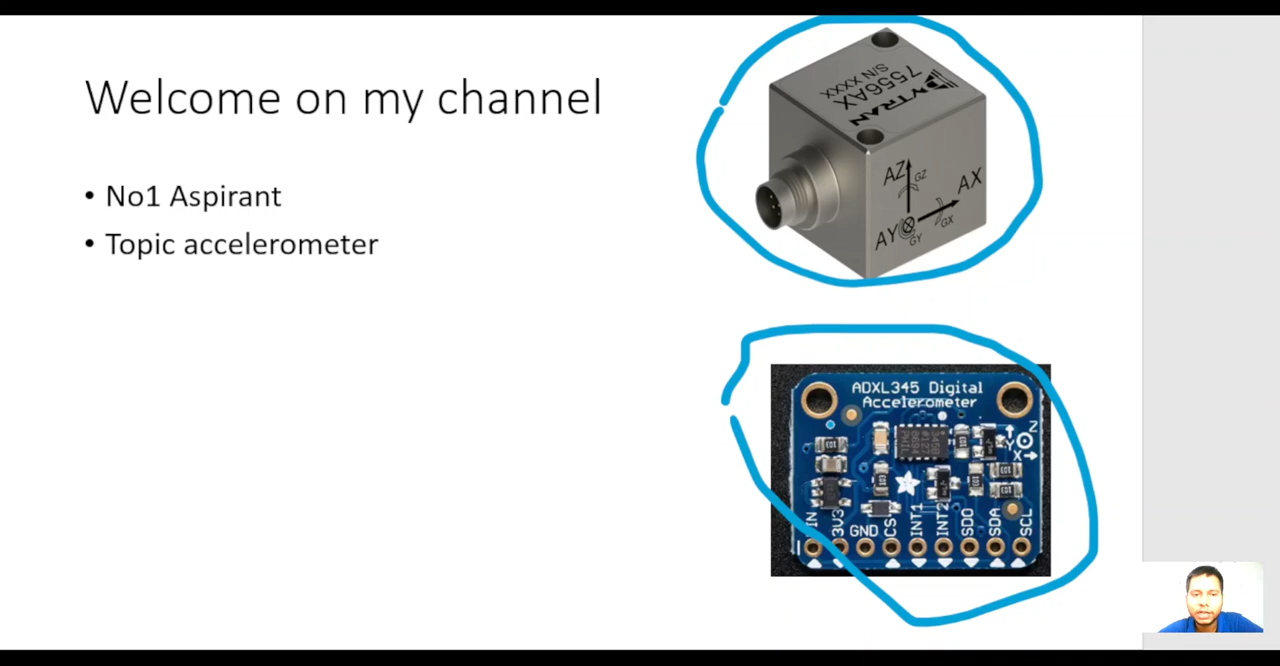 Welcome on my channel
• No1 Aspirant
• Topic accelerometer
DYTRAN
7556AX
S/N XXXX
AZ
GZ
AX
GX
AY
GY
ADXL345 Digital
Accelerometer
Z
Y
X
IN
3V3
GND
CS
INT1
INT2
SDO
SDA
SCL